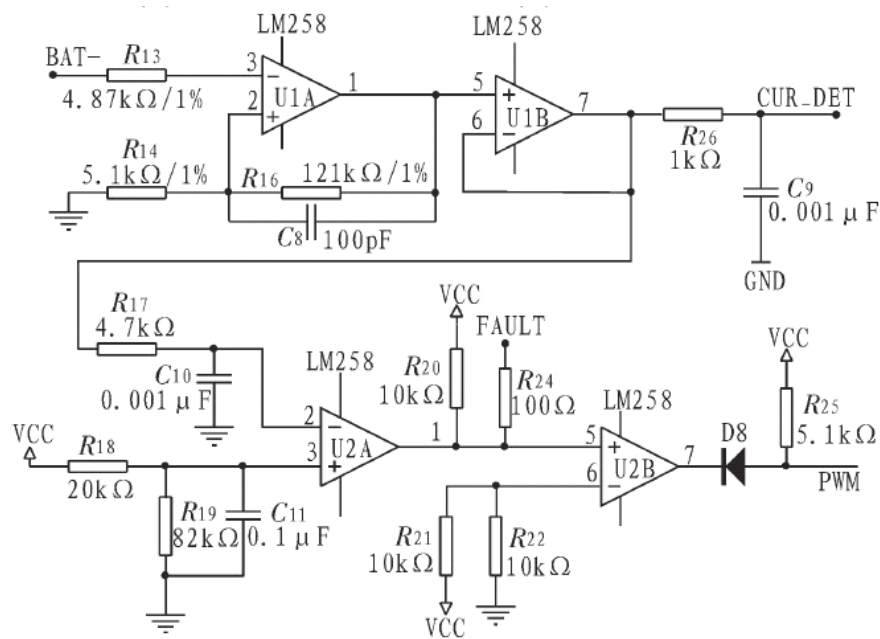 LM258
BAT-
R13
3
−
1
4.87kΩ/1%
2
+
U1A
R14
5.1kΩ/1%
R16
121kΩ/1%
C8
100pF
LM258
5
+
7
6
−
U1B
CUR_DET
R26
1kΩ
C9
0.001μF
GND
R17
4.7kΩ
C10
0.001μF
VCC
R18
20kΩ
R19
82kΩ
C11
0.1μF
LM258
2
−
3
+
U2A
1
VCC
R20
10kΩ
FAULT
R24
100Ω
LM258
5
+
6
−
U2B
7
R21
10kΩ
VCC
R22
10kΩ
D8
VCC
R25
5.1kΩ
PWM